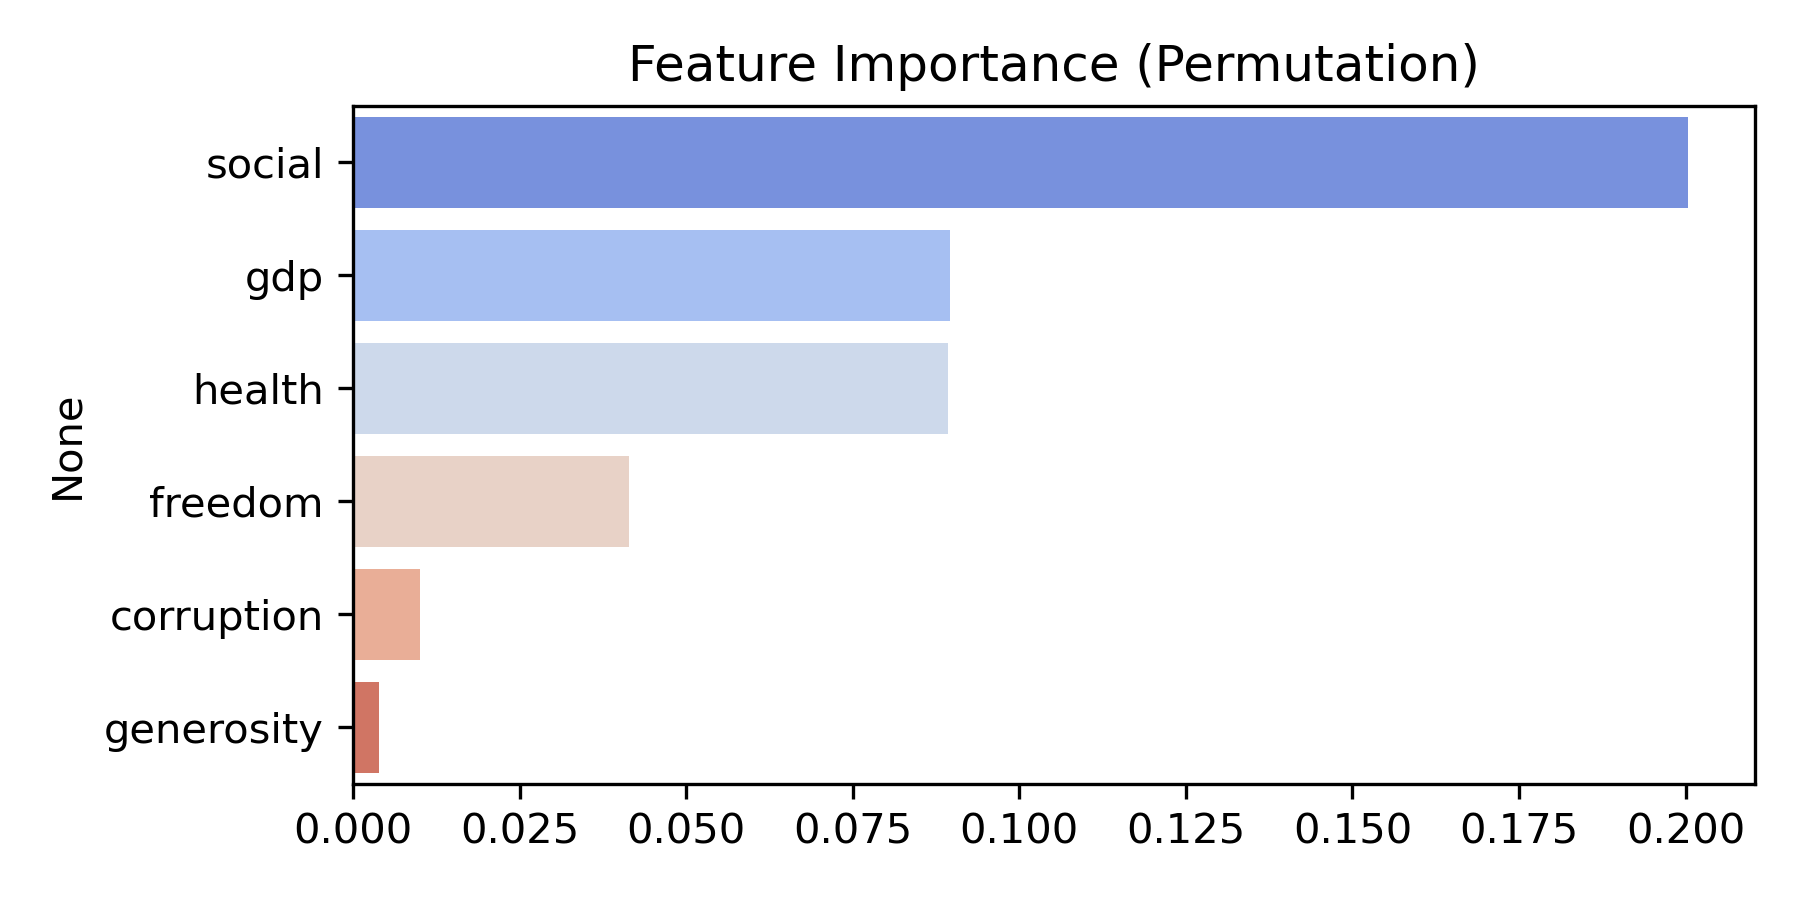 Feature Importance (Permutation)
None
social
gdp
health
freedom
corruption
generosity
0.000 0.025 0.050 0.075 0.100 0.125 0.150 0.175 0.200